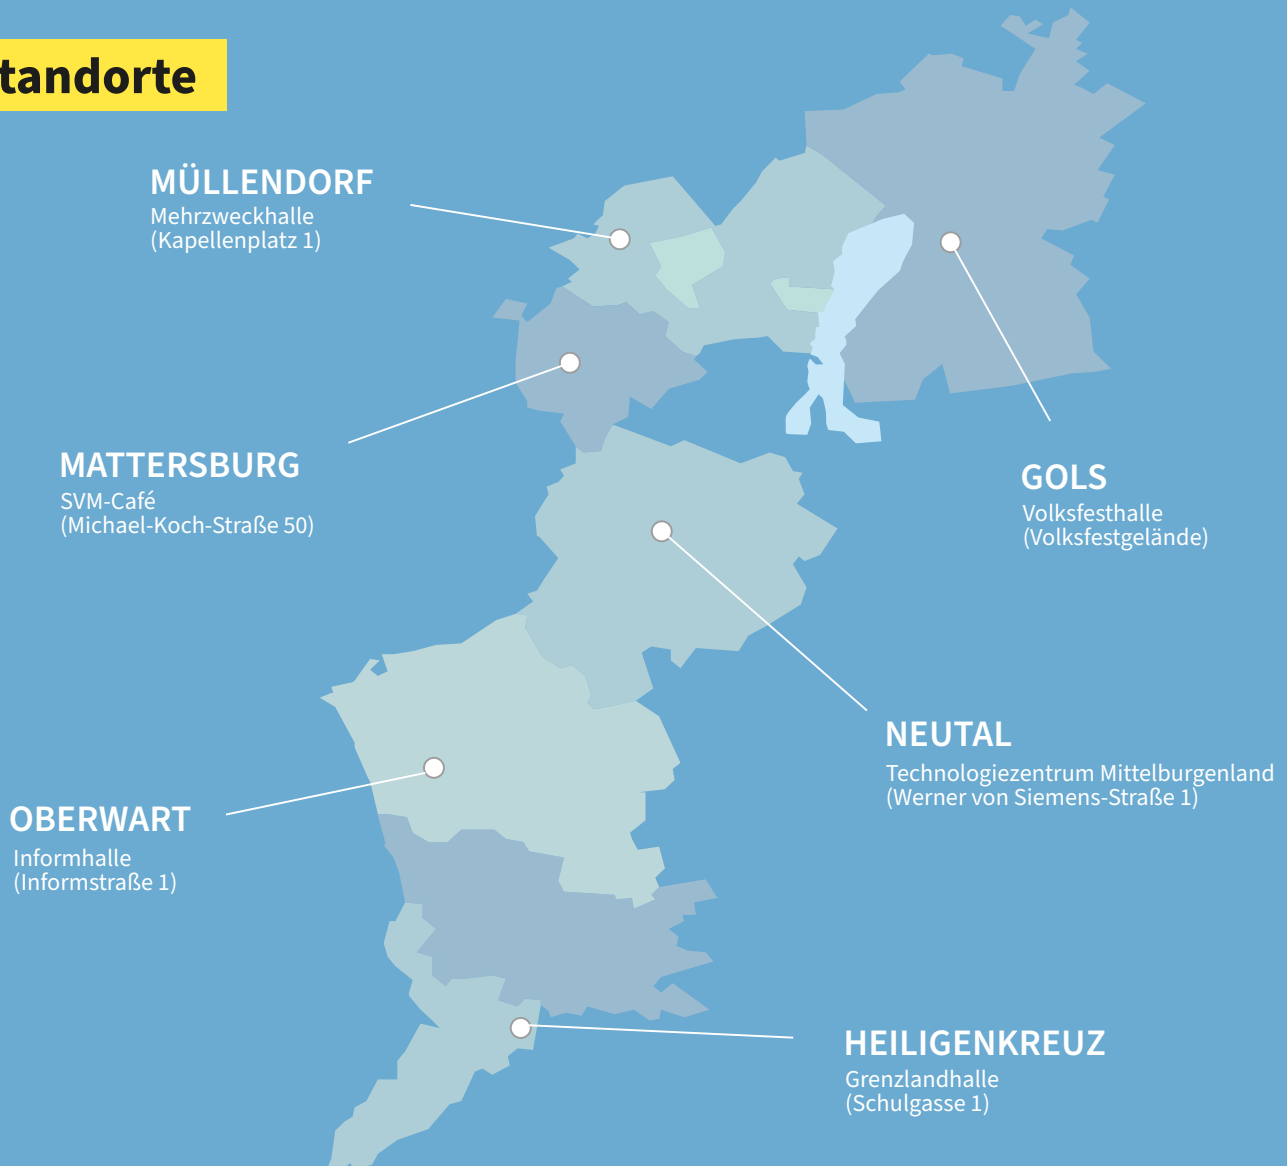 tandorte
MÜLLENDORF
Mehrzweckhalle
(Kapellenplatz 1)
MATTERSBURG
SVM-Café
(Michael-Koch-Straße 50)
GOLS
Volksfesthalle
(Volksfestgelände)
NEUTAL
Technologiezentrum Mittelburgenland
(Werner von Siemens-Straße 1)
OBERWART
Informhalle
(Informstraße 1)
HEILIGENKREUZ
Grenzlandhalle
(Schulgasse 1)